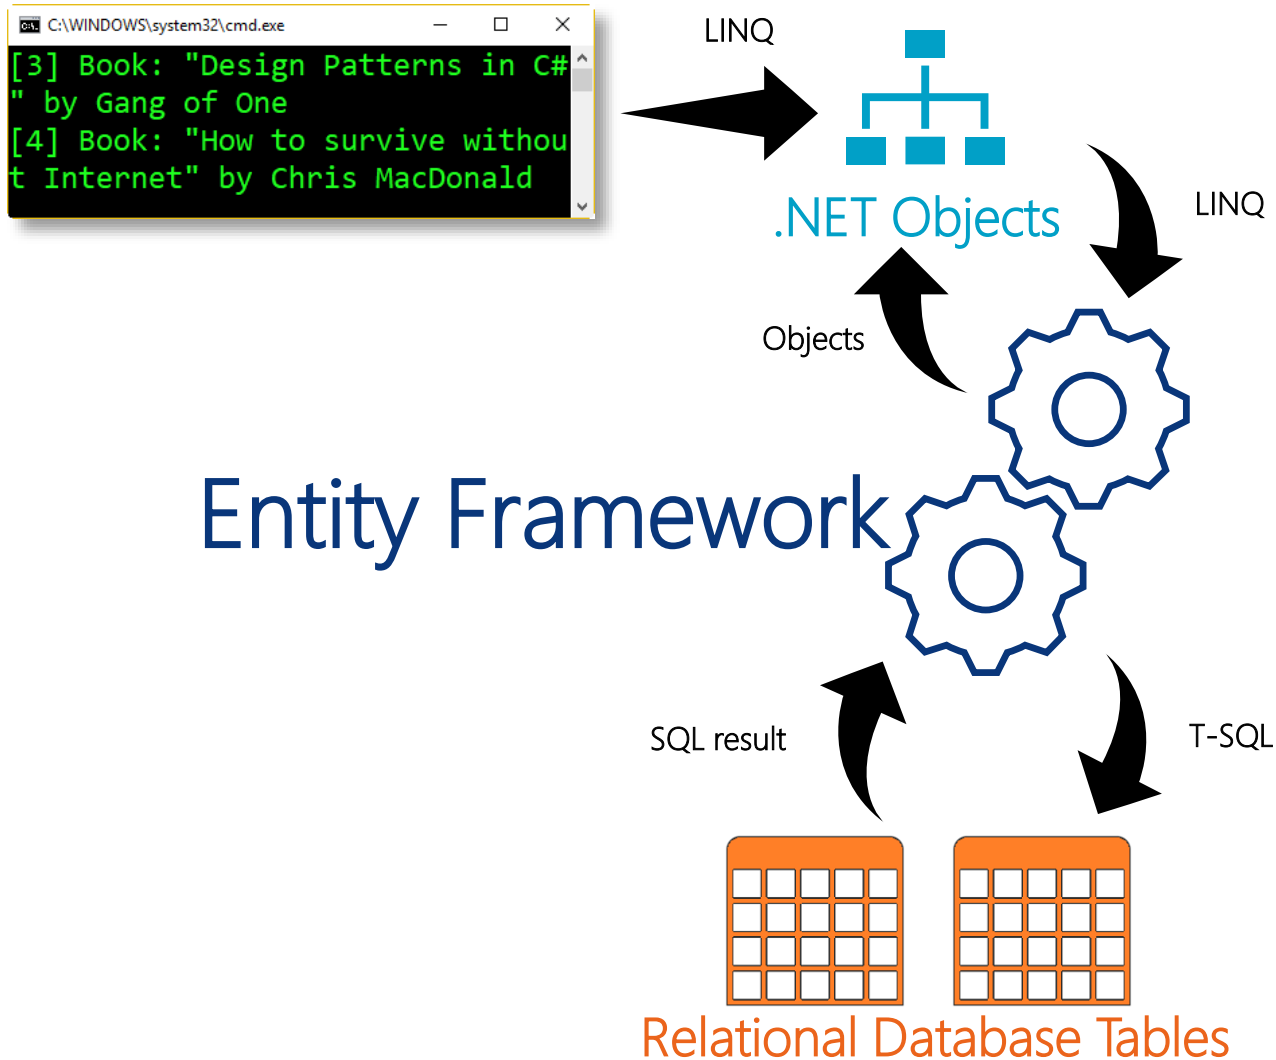 C:\WINDOWS\system32\cmd.exe
[3] Book: "Design Patterns in C#
" by Gang of One
[4] Book: "How to survive withou
t Internet" by Chris MacDonald
LINQ
.NET Objects
LINQ
Objects
Entity Framework
SQL result
T-SQL
Relational Database Tables